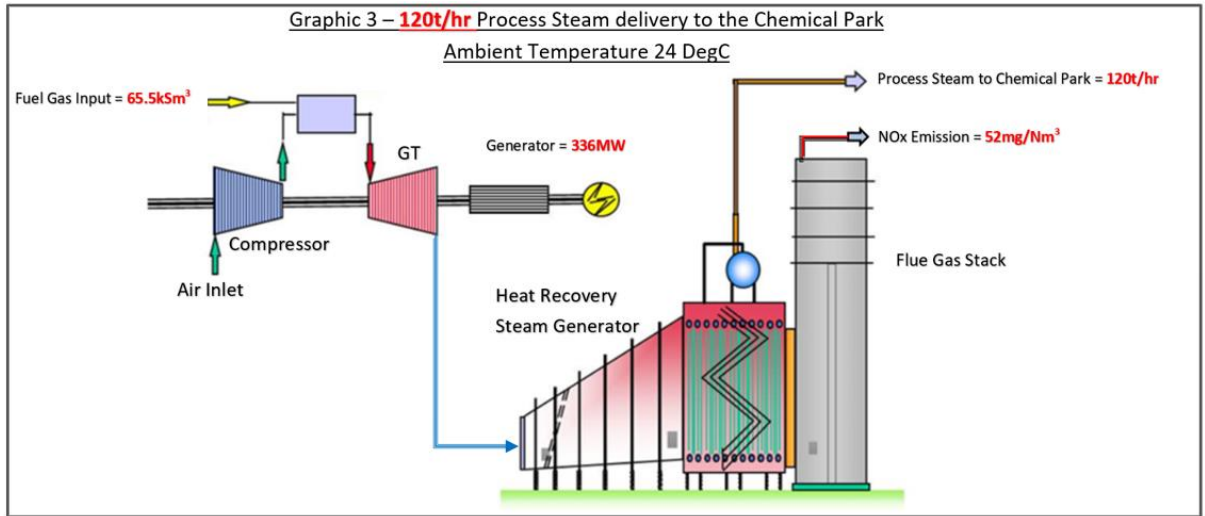 Graphic 3 – 120t/hr Process Steam delivery to the Chemical Park
Ambient Temperature 24 DegC
Process Steam to Chemical Park = 120t/hr
Fuel Gas Input = 65.5kSm³
NOx Emission = 52mg/Nm³
GT
Generator = 336MW
Compressor
Air Inlet
Flue Gas Stack
Heat Recovery
Steam Generator